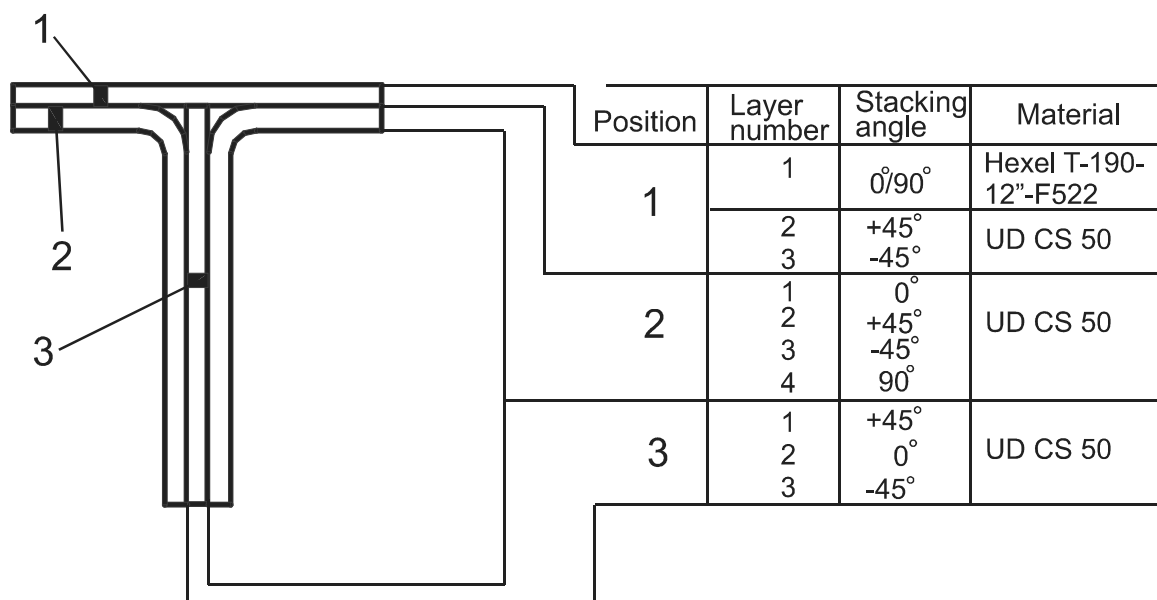 1
2
3
Position
Layer number
Stacking angle
Material
1
1
0°/90°
Hexel T-190-
12”-F522
2
+45°
UD CS 50
3
-45°
2
1
0°
2
+45°
UD CS 50
3
-45°
4
90°
3
1
+45°
2
0°
UD CS 50
3
-45°